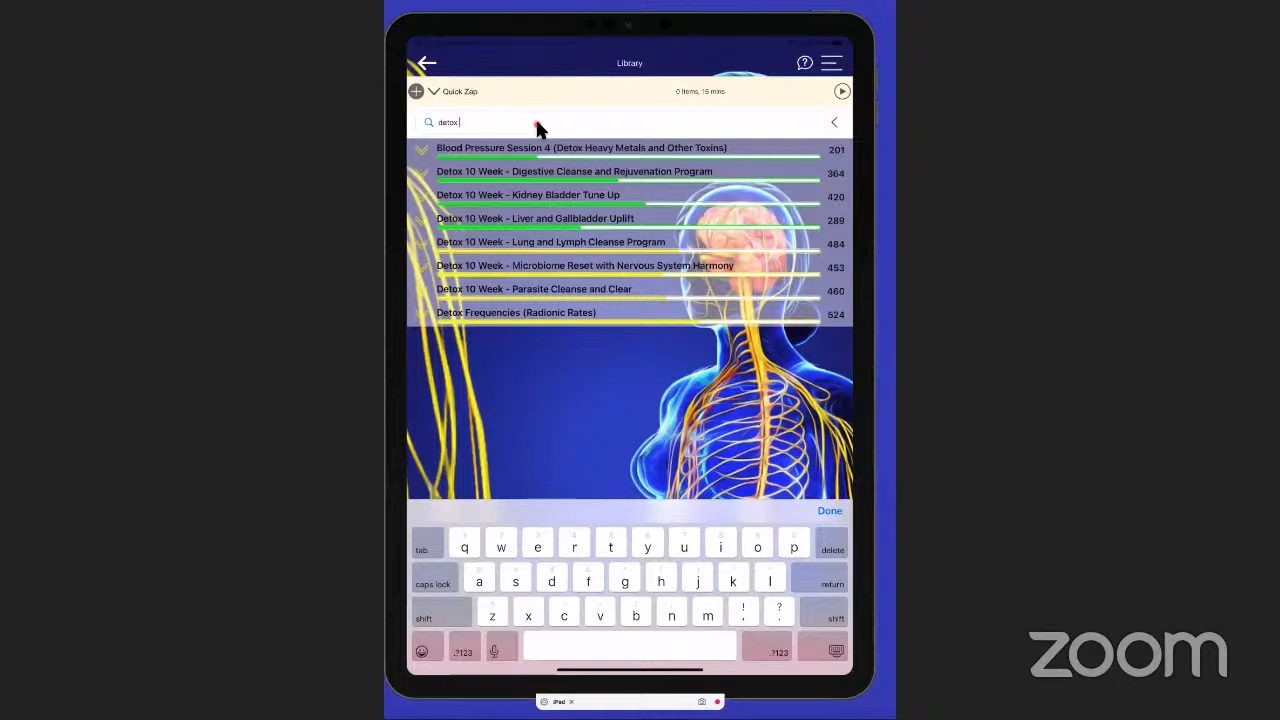 Library
Quick Zap
0 items, 15 mins
detox
Blood Pressure Session 4 (Detox Heavy Metals and Other Toxins) 201
Detox 10 Week - Digestive Cleanse and Rejuvenation Program 364
Detox 10 Week - Kidney Bladder Tune Up 420
Detox 10 Week - Liver and Gallbladder Uplift 289
Detox 10 Week - Lung and Lymph Cleanse Program 484
Detox 10 Week - Microbiome Reset with Nervous System Harmony 453
Detox 10 Week - Parasite Cleanse and Clear 460
Detox Frequencies (Radionic Rates) 524
Done
tab q w e r t y u i o p delete
caps lock a s d f g h j k l return
shift z x c v b n m ! , ? . shift
.?123 .?123
zoom
iPad